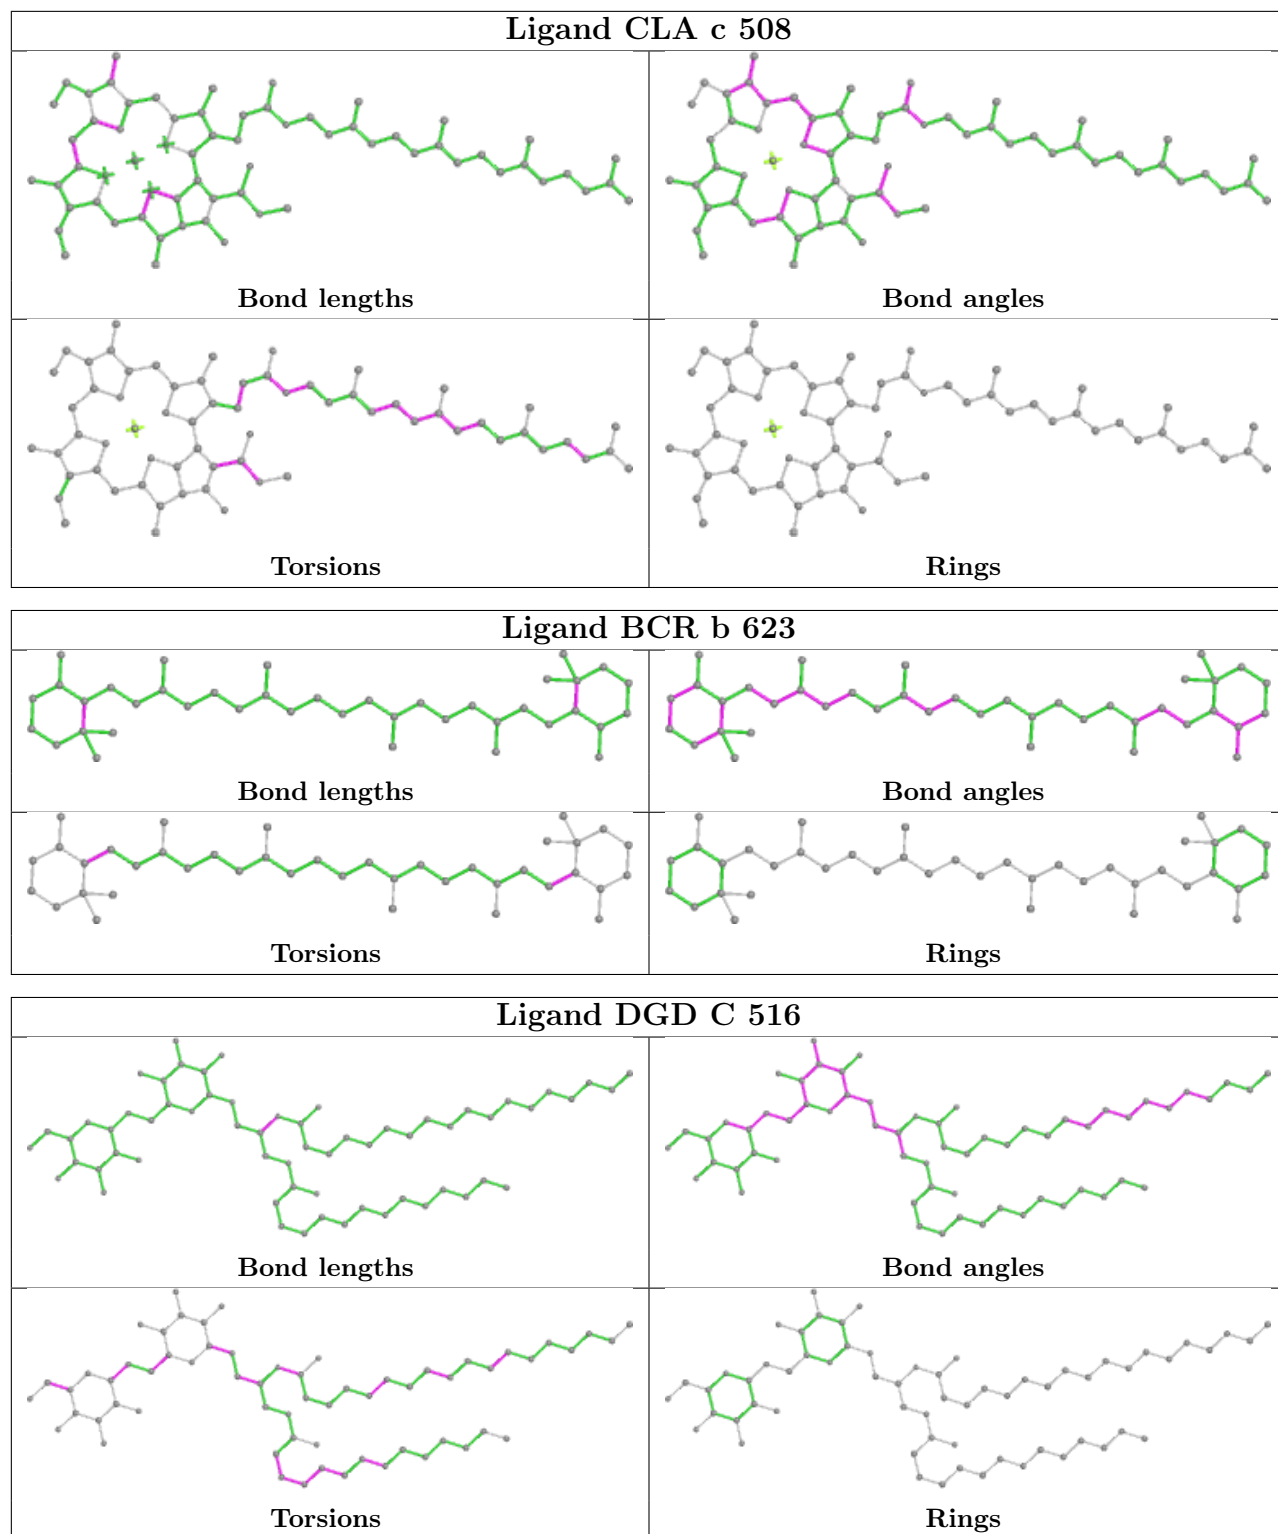 Ligand CLA c 508
Bond lengths
Bond angles
Torsions
Rings
Ligand BCR b 623
Bond lengths
Bond angles
Torsions
Rings
Ligand DGD C 516
Bond lengths
Bond angles
Torsions
Rings